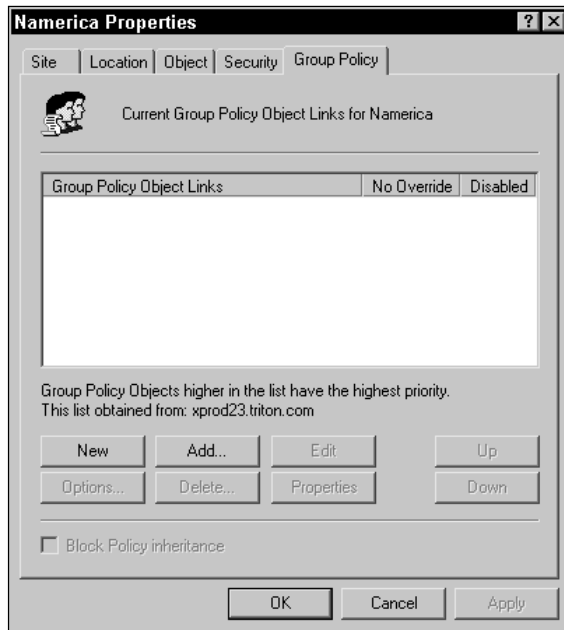 Namerica Properties ? X
Site Location Object Security Group Policy
Current Group Policy Object Links for Namerica
Group Policy Object Links No Override Disabled
Group Policy Objects higher in the list have the highest priority.
This list obtained from: xprod23.triton.com
New Add... Edit Up
Options... Delete... Properties Down
Block Policy inheritance
OK Cancel Apply